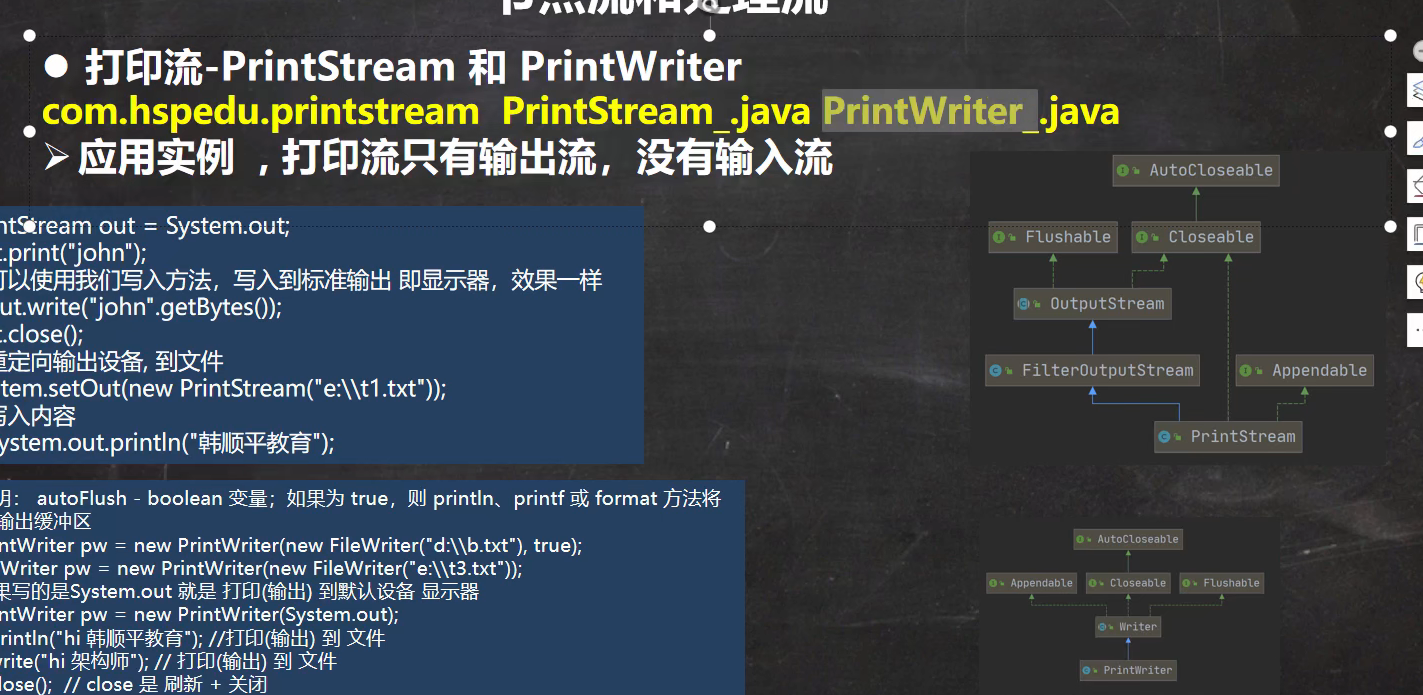 节点流和处理流
● 打印流-PrintStream 和 PrintWriter
com.hspedu.printstream PrintStream_.java PrintWriter_.java
➢ 应用实例 , 打印流只有输出流，没有输入流
ntStream out = System.out;
.print("john");
可以使用我们写入方法，写入到标准输出 即显示器，效果一样
ut.write("john".getBytes());
.close();
重定向输出设备, 到文件
tem.setOut(new PrintStream("e:\\t1.txt"));
写入内容
ystem.out.println("韩顺平教育");
明： autoFlush - boolean 变量；如果为 true，则 println、printf 或 format 方法将
输出缓冲区
ntWriter pw = new PrintWriter(new FileWriter("d:\\b.txt"), true);
Writer pw = new PrintWriter(new FileWriter("e:\\t3.txt"));
果写的是System.out 就是 打印(输出) 到默认设备 显示器
ntWriter pw = new PrintWriter(System.out);
rintln("hi 韩顺平教育"); //打印(输出) 到 文件
write("hi 架构师"); // 打印(输出) 到 文件
lose(); // close 是 刷新 + 关闭
AutoCloseable
Flushable Closeable
OutputStream
FilterOutputStream Appendable
PrintStream
AutoCloseable
Appendable Closeable Flushable
Writer
PrintWriter